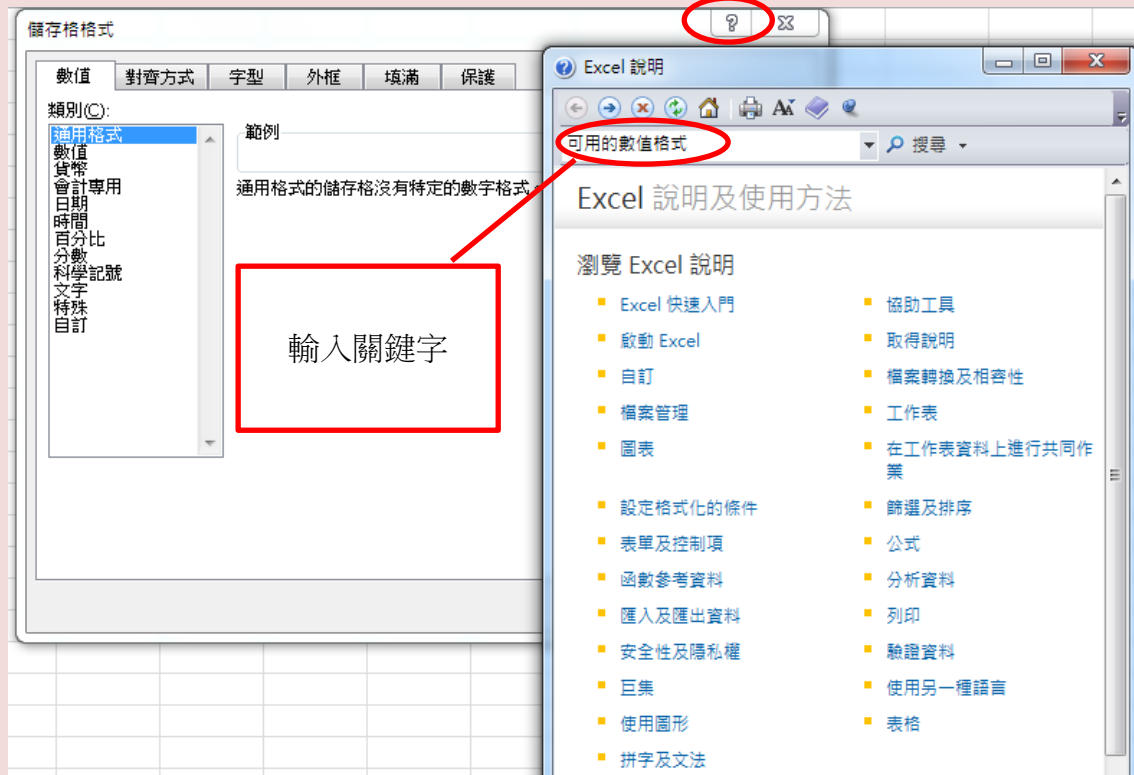 儲存格格式
數值 對齊方式 字型 外框 填滿 保護
類別(C):
通用格式
數值
貨幣
會計專用
日期
時間
百分比
分數
科學記號
文字
特殊
自訂
範例
通用格式的儲存格沒有特定的數字格式。
輸入關鍵字
Excel 說明
可用的數值格式
搜尋
Excel 說明及使用方法
瀏覽 Excel 說明
Excel 快速入門
協助工具
啟動 Excel
取得說明
自訂
檔案轉換及相容性
檔案管理
工作表
圖表
在工作表資料上進行共同作
業
設定格式化的條件
篩選及排序
表單及控制項
公式
函數參考資料
分析資料
匯入及匯出資料
列印
安全性及隱私權
驗證資料
巨集
使用另一種語言
使用圖形
表格
拼字及文法